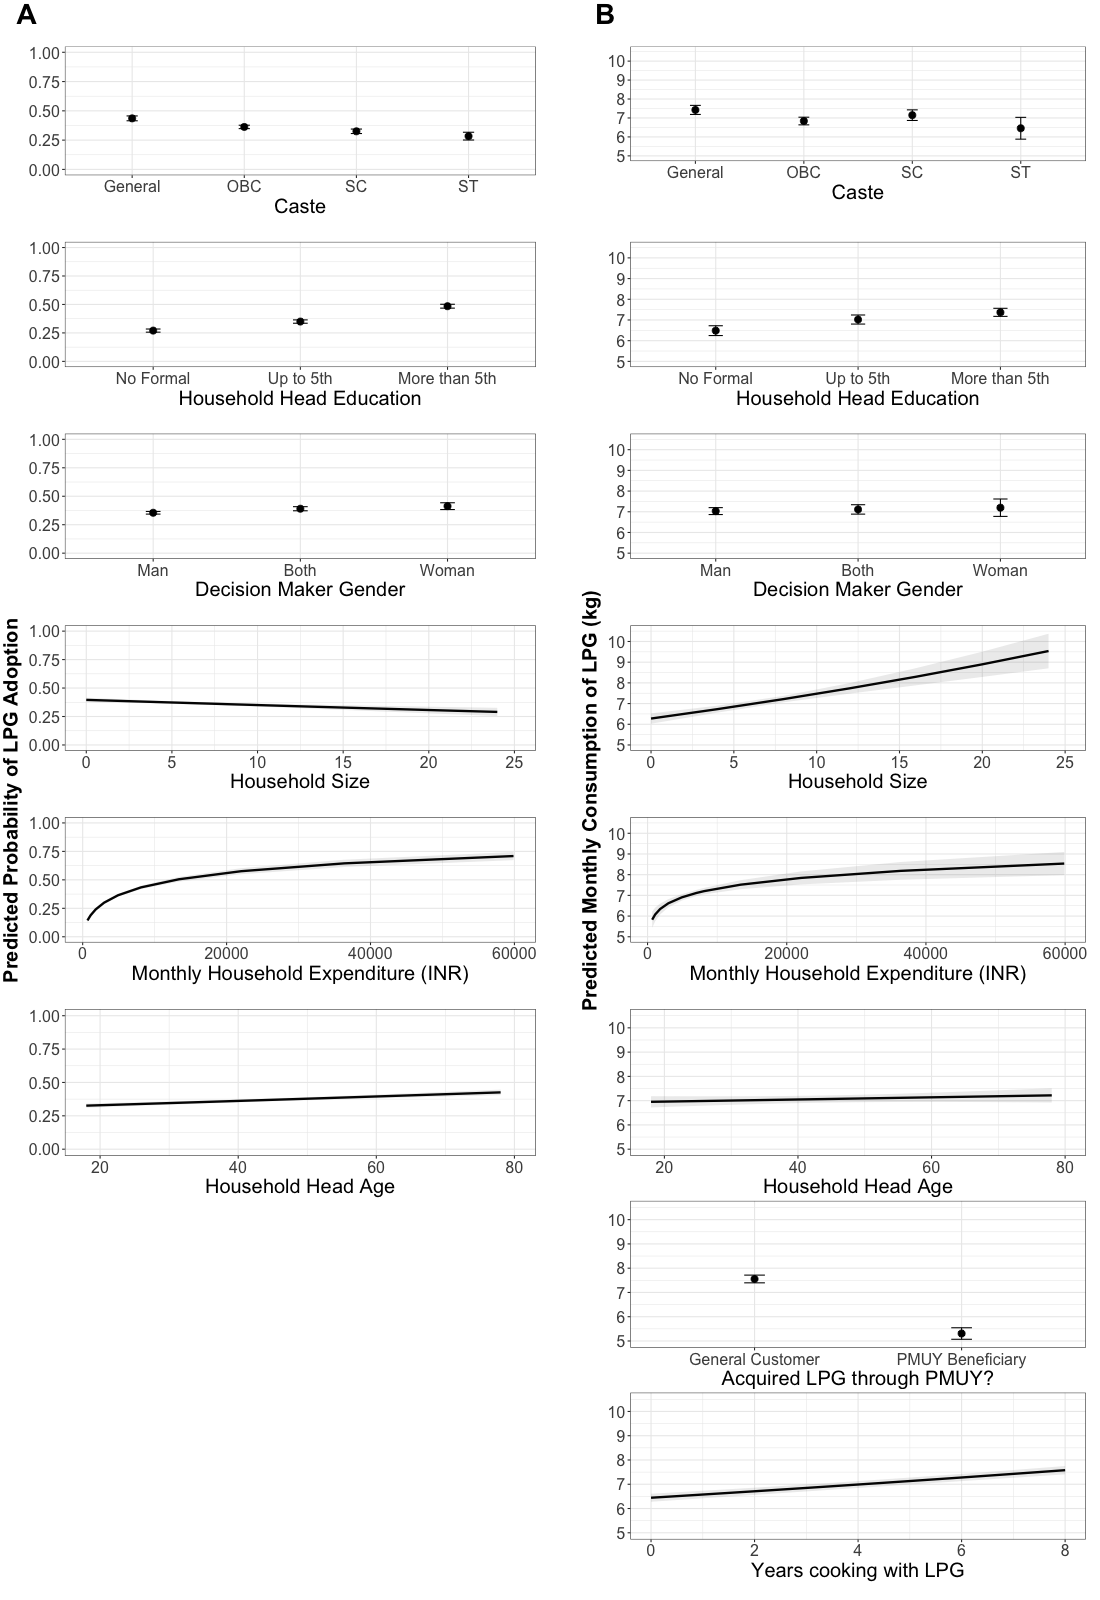 A
Predicted Probability of LPG Adoption
1.00
0.75
0.50
0.25
0.00
General OBC SC ST
Caste
1.00
0.75
0.50
0.25
0.00
No Formal Up to 5th More than 5th
Household Head Education
1.00
0.75
0.50
0.25
0.00
Man Both Woman
Decision Maker Gender
1.00
0.75
0.50
0.25
0.00
0 5 10 15 20 25
Household Size
1.00
0.75
0.50
0.25
0.00
0 20000 40000 60000
Monthly Household Expenditure (INR)
1.00
0.75
0.50
0.25
0.00
20 40 60 80
Household Head Age
B
Predicted Monthly Consumption of LPG (kg)
10
9
8
7
6
5
General OBC SC ST
Caste
10
9
8
7
6
5
No Formal Up to 5th More than 5th
Household Head Education
10
9
8
7
6
5
Man Both Woman
Decision Maker Gender
10
9
8
7
6
5
0 5 10 15 20 25
Household Size
10
9
8
7
6
5
0 20000 40000 60000
Monthly Household Expenditure (INR)
10
9
8
7
6
5
20 40 60 80
Household Head Age
10
9
8
7
6
5
General Customer PMUY Beneficiary
Acquired LPG through PMUY?
10
9
8
7
6
5
0 2 4 6 8
Years cooking with LPG